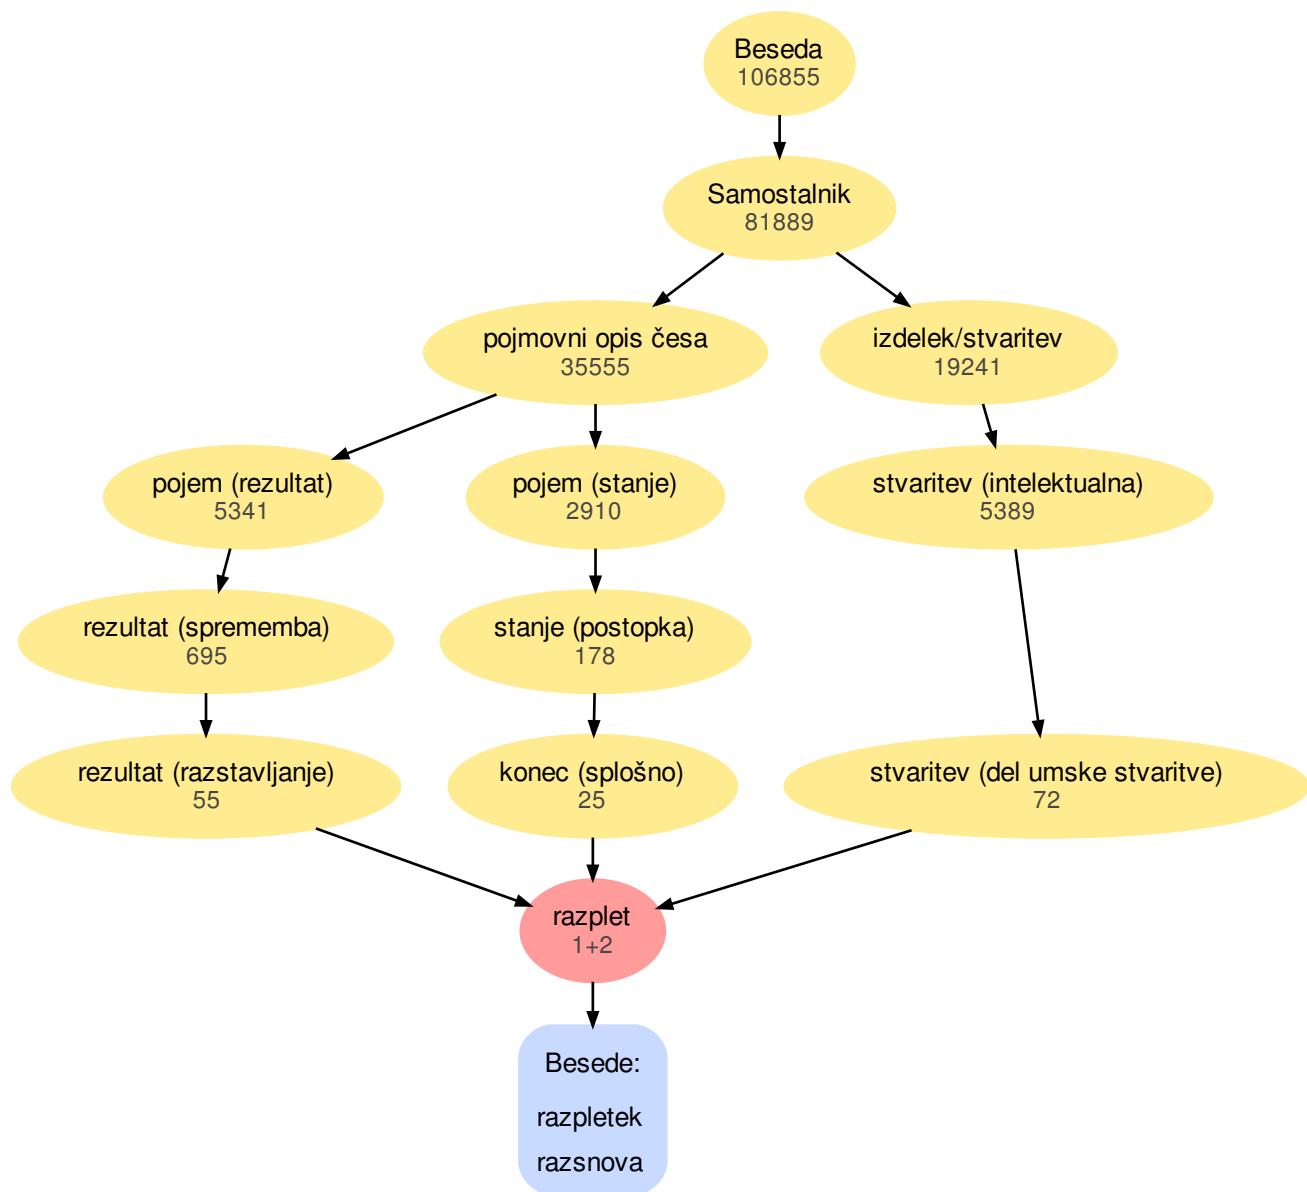 Beseda
106855
Samostalnik
81889
pojmovni opis česa
35555
izdelek/stvaritev
19241
pojem (rezultat)
5341
pojem (stanje)
2910
stvaritev (intelektualna)
5389
rezultat (sprememba)
695
stanje (postopka)
178
rezultat (razstavljanje)
55
konec (splošno)
25
stvaritev (del umske stvaritve)
72
razplet
1+2
Besede:
razpletek
razsnova